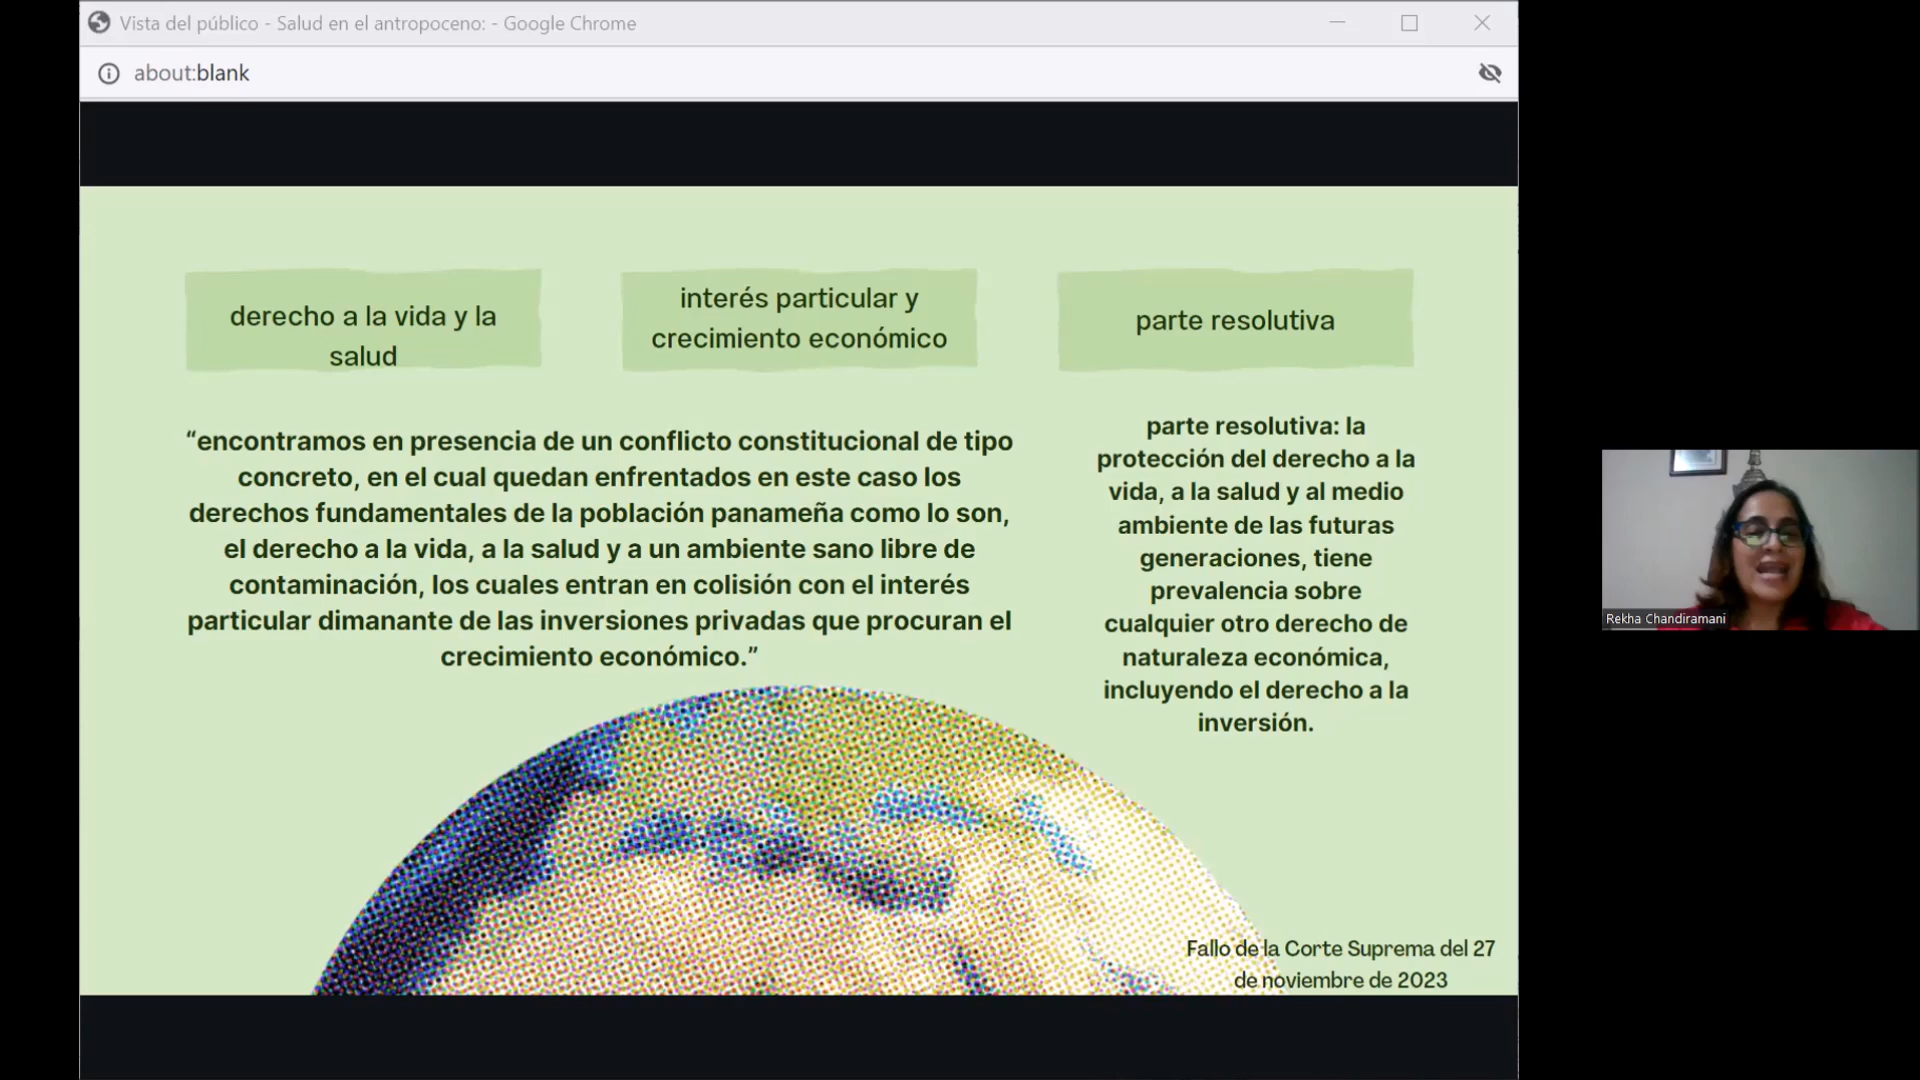 Vista del público - Salud en el antropoceno: - Google Chrome
about:blank
derecho a la vida y la
salud
interés particular y
crecimiento económico
parte resolutiva
“encontramos en presencia de un conflicto constitucional de tipo
concreto, en el cual quedan enfrentados en este caso los
derechos fundamentales de la población panameña como lo son,
el derecho a la vida, a la salud y a un ambiente sano libre de
contaminación, los cuales entran en colisión con el interés
particular dimanante de las inversiones privadas que procuran el
crecimiento económico.”
parte resolutiva: la
protección del derecho a la
vida, a la salud y al medio
ambiente de las futuras
generaciones, tiene
prevalencia sobre
cualquier otro derecho de
naturaleza económica,
incluyendo el derecho a la
inversión.
Fallo de la Corte Suprema del 27
de noviembre de 2023
Rekha Chandiramani